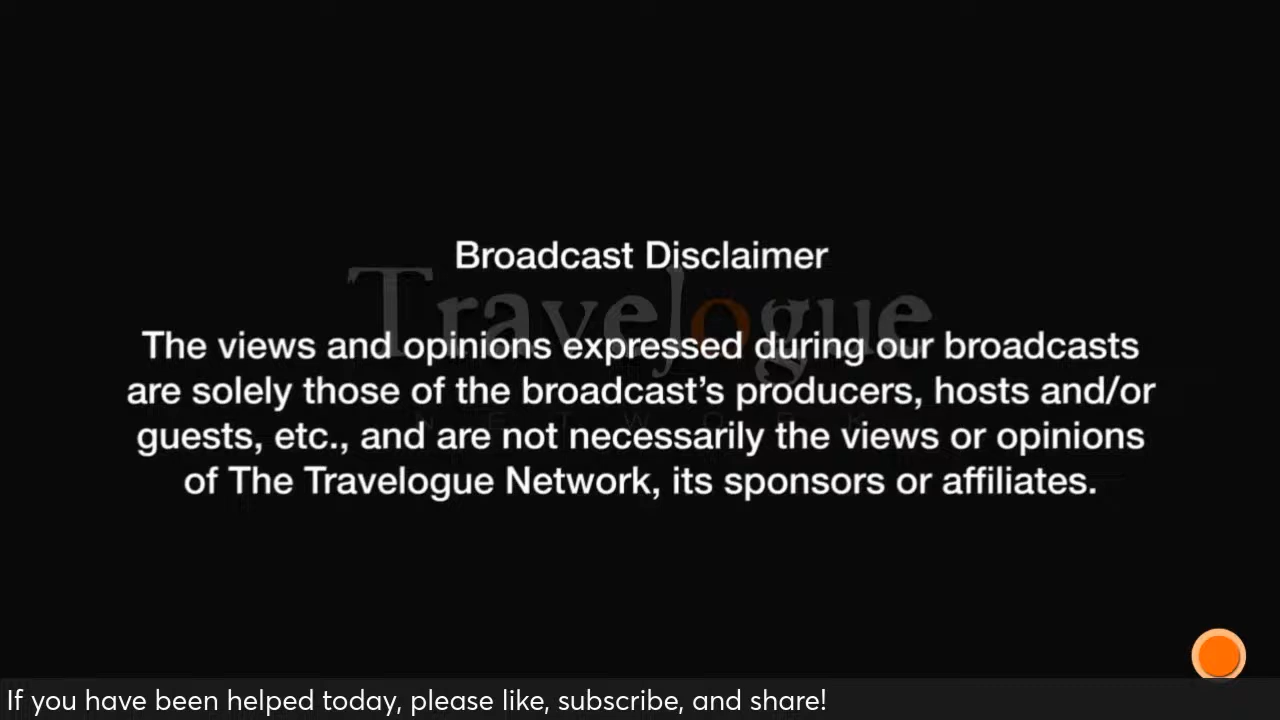 Broadcast Disclaimer
Travelogue
The views and opinions expressed during our broadcasts
are solely those of the broadcast's producers, hosts and/or
NETWORK
guests, etc., and are not necessarily the views or opinions
of The Travelogue Network, its sponsors or affiliates.
If you have been helped today, please like, subscribe, and share!